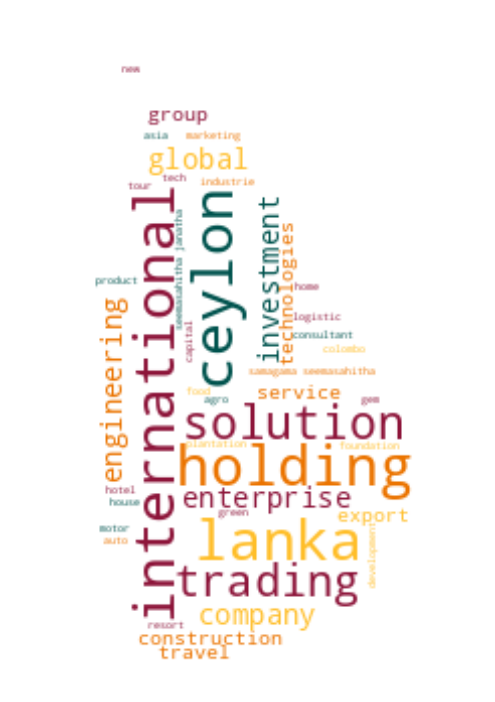 new
group
asia
marketing
global
tech
tour
industrie
international
seemasahitha janatha
ceylon
investment
technologies
product
home
engineering
capital
logistic
consultant
colombo
samagama seemasahitha
food
agro
service
gem
solution
plantation
foundation
holding
hotel
enterprise
house
green
export
motor
auto
lanka
development
trading
company
resort
construction
travel